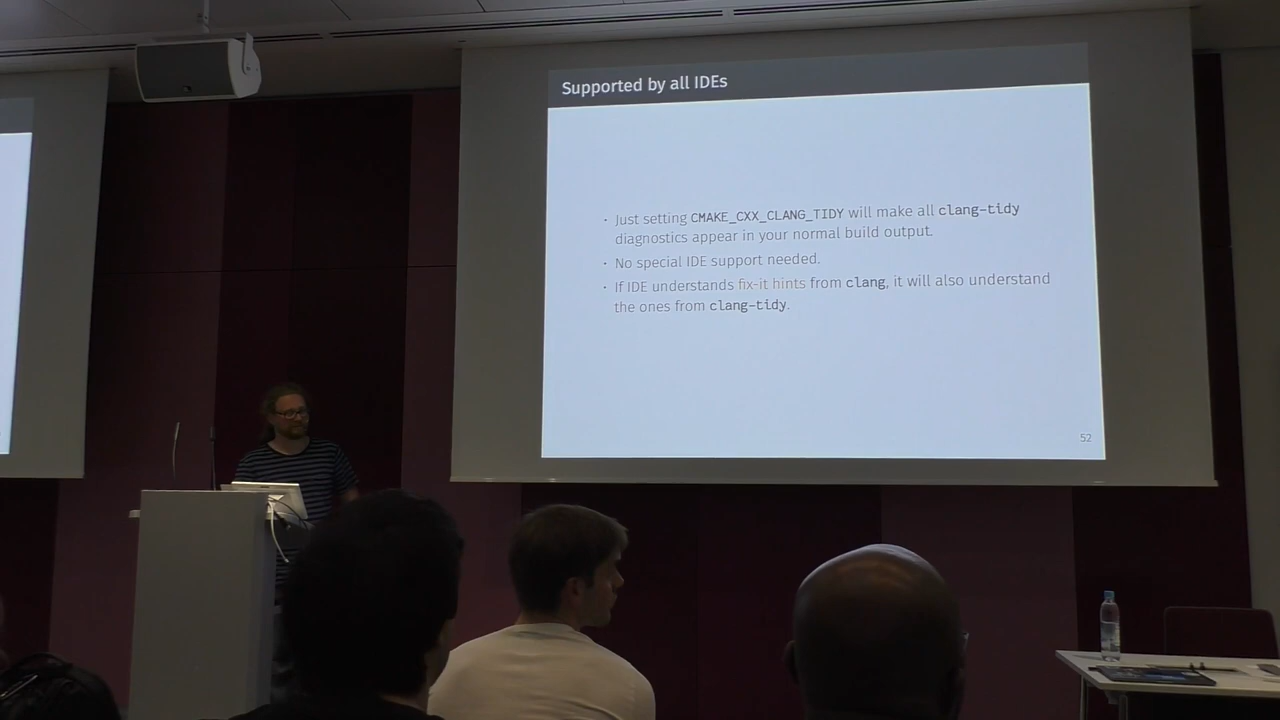 Supported by all IDEs
• Just setting CMAKE_CXX_CLANG_TIDY will make all clang-tidy
diagnostics appear in your normal build output.
• No special IDE support needed.
• If IDE understands fix-it hints from clang, it will also understand
the ones from clang-tidy.
52